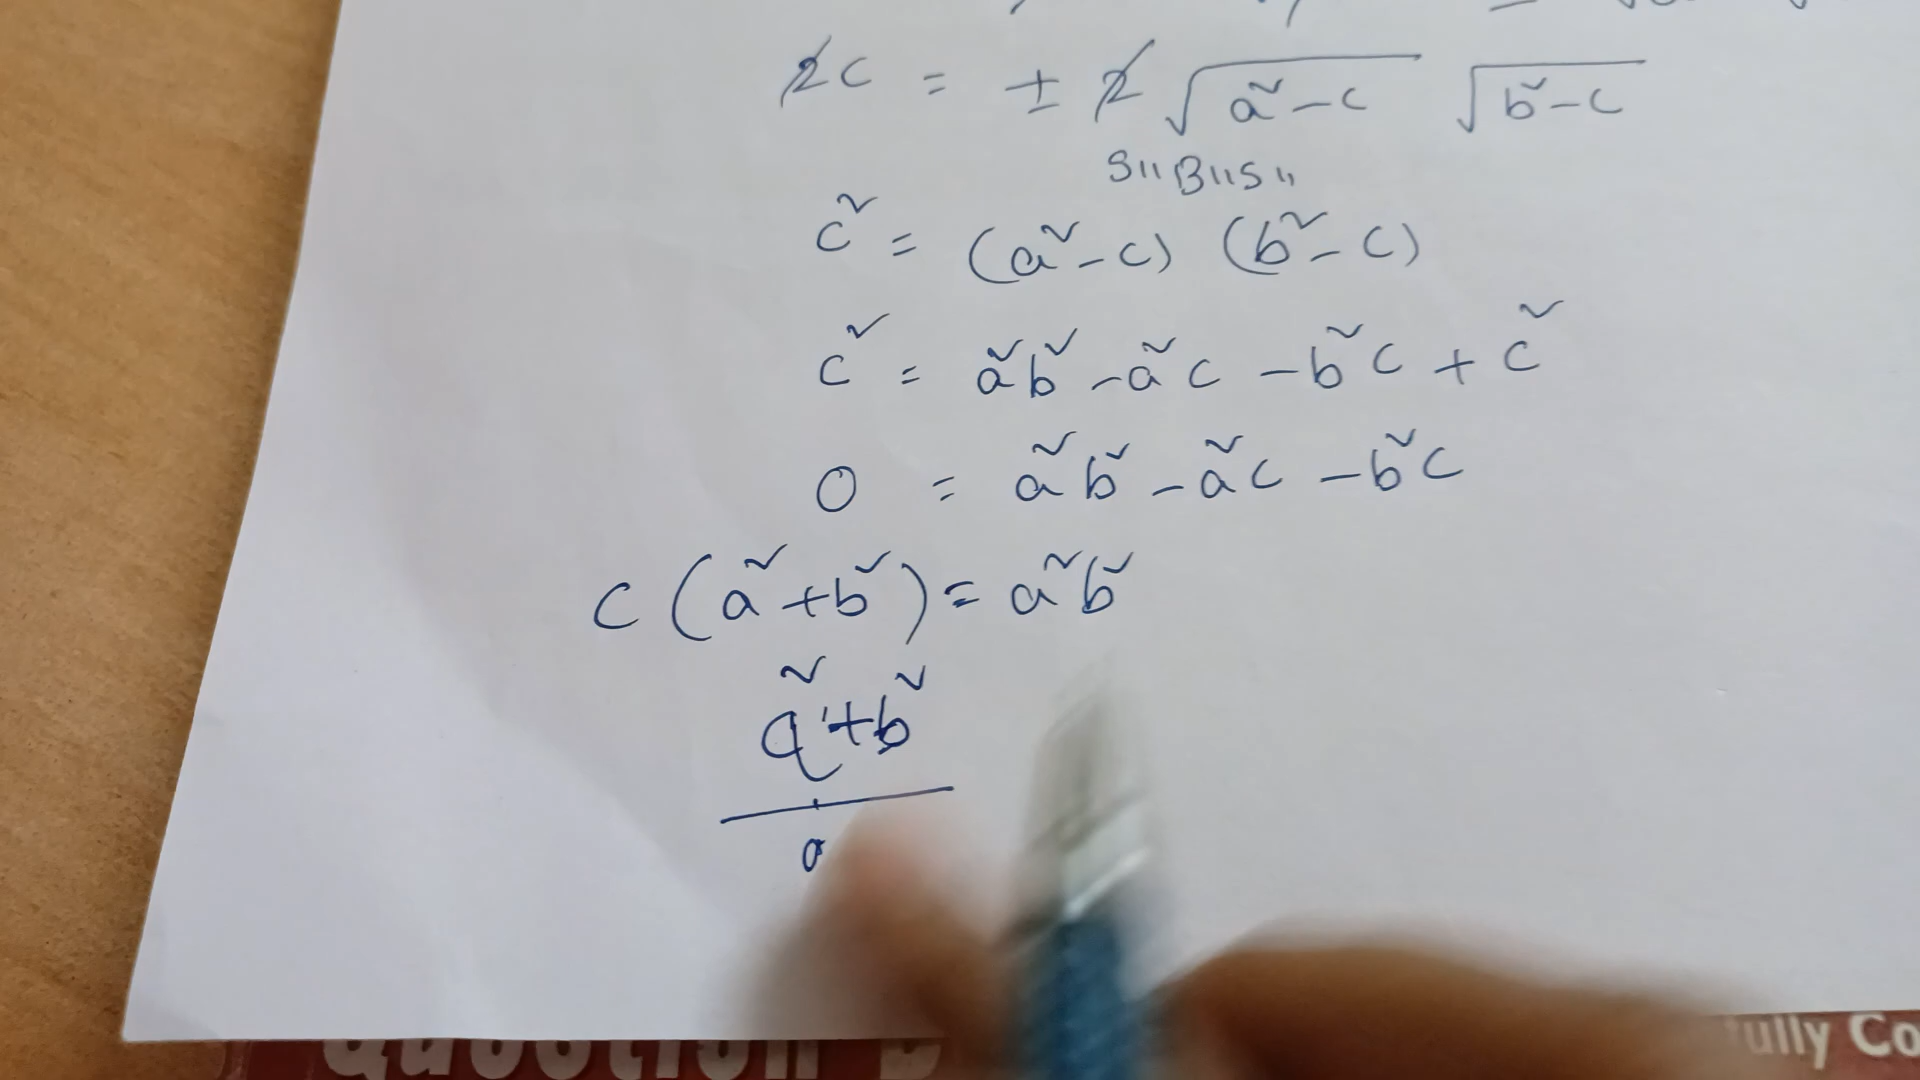 2c = ± 2 √(a² - c) √(b² - c)
S॥B॥S॥
c² = (a² - c) (b² - c)
c² = a²b² - a²c - b²c + c²
0 = a²b² - a²c - b²c
c (a² + b²) = a²b²
a² + b²
a
ully Co